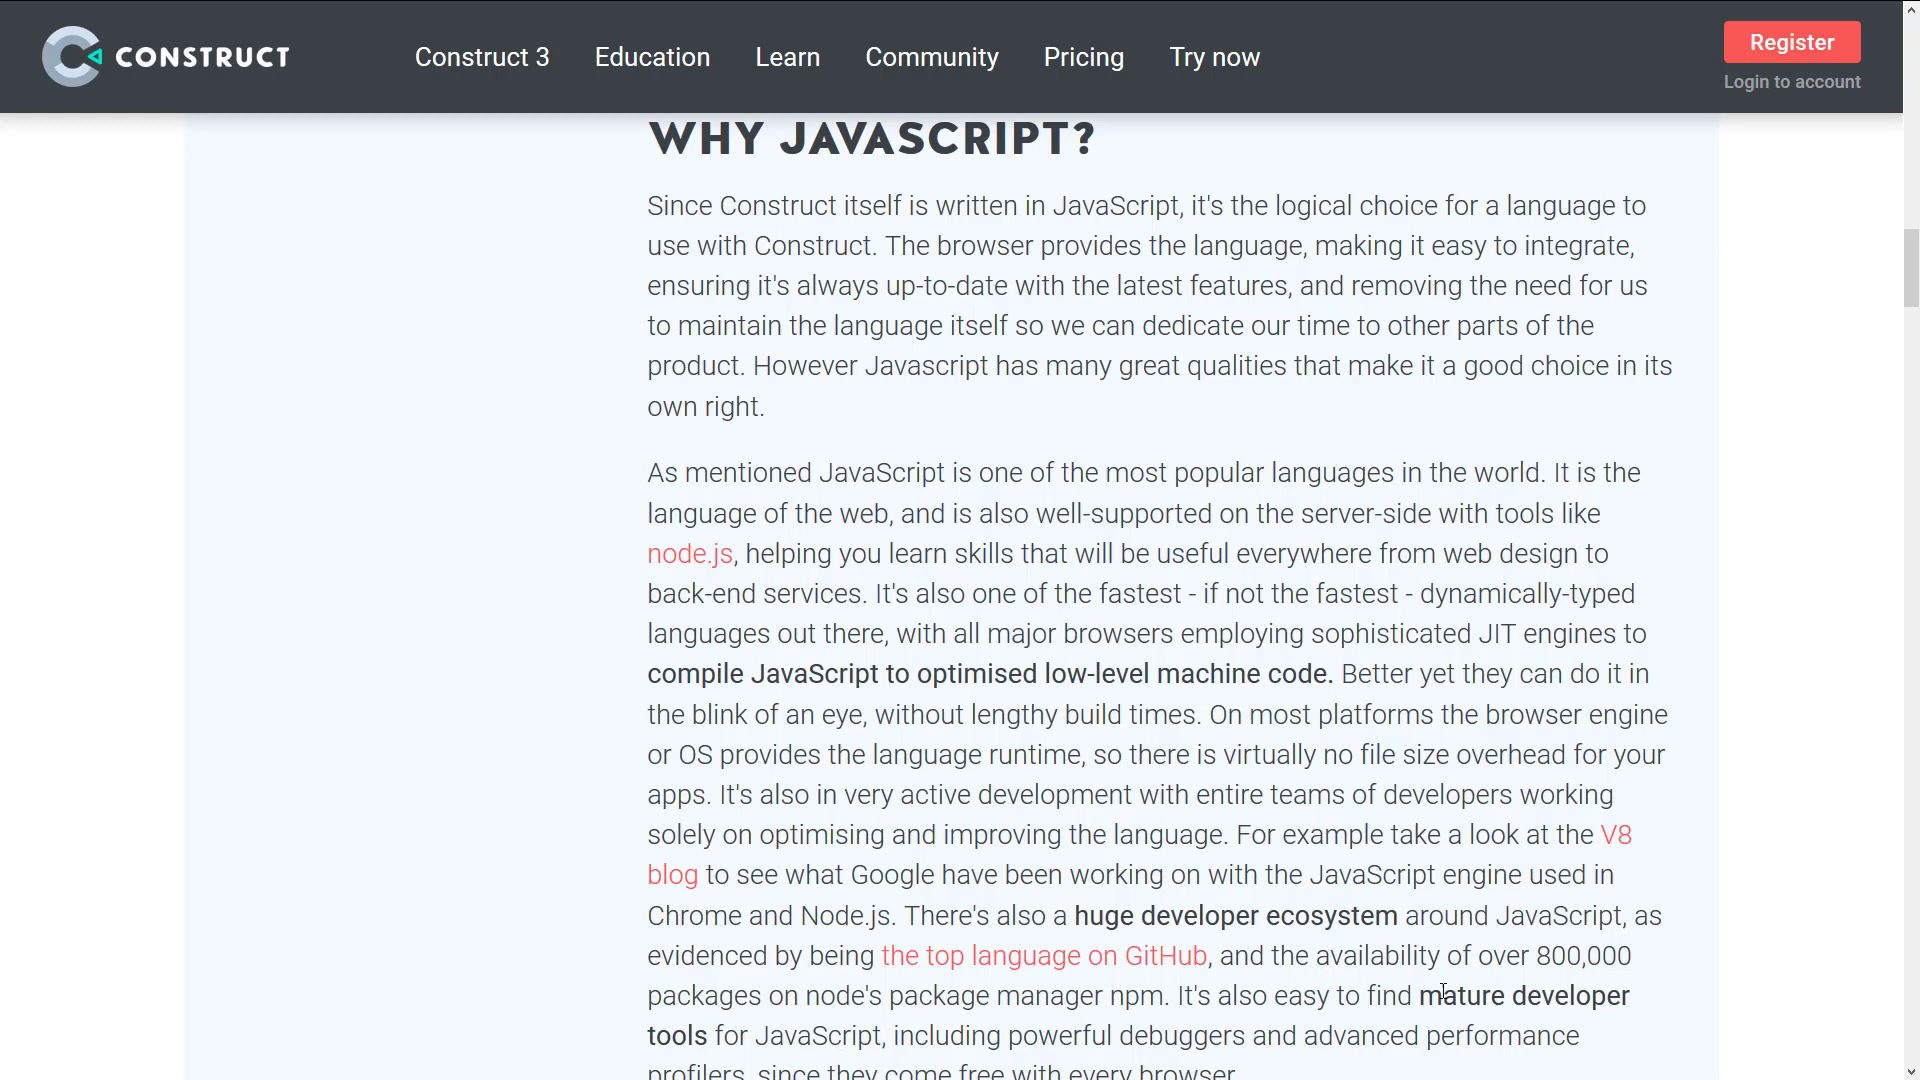 CONSTRUCT
Construct 3
Education
Learn
Community
Pricing
Try now
Register
Login to account
WHY JAVASCRIPT?
Since Construct itself is written in JavaScript, it's the logical choice for a language to
use with Construct. The browser provides the language, making it easy to integrate,
ensuring it's always up-to-date with the latest features, and removing the need for us
to maintain the language itself so we can dedicate our time to other parts of the
product. However Javascript has many great qualities that make it a good choice in its
own right.
As mentioned JavaScript is one of the most popular languages in the world. It is the
language of the web, and is also well-supported on the server-side with tools like
node.js, helping you learn skills that will be useful everywhere from web design to
back-end services. It's also one of the fastest - if not the fastest - dynamically-typed
languages out there, with all major browsers employing sophisticated JIT engines to
compile JavaScript to optimised low-level machine code. Better yet they can do it in
the blink of an eye, without lengthy build times. On most platforms the browser engine
or OS provides the language runtime, so there is virtually no file size overhead for your
apps. It's also in very active development with entire teams of developers working
solely on optimising and improving the language. For example take a look at the V8
blog to see what Google have been working on with the JavaScript engine used in
Chrome and Node.js. There's also a huge developer ecosystem around JavaScript, as
evidenced by being the top language on GitHub, and the availability of over 800,000
packages on node's package manager npm. It's also easy to find mature developer
tools for JavaScript, including powerful debuggers and advanced performance
profilers, since they come free with every browser.